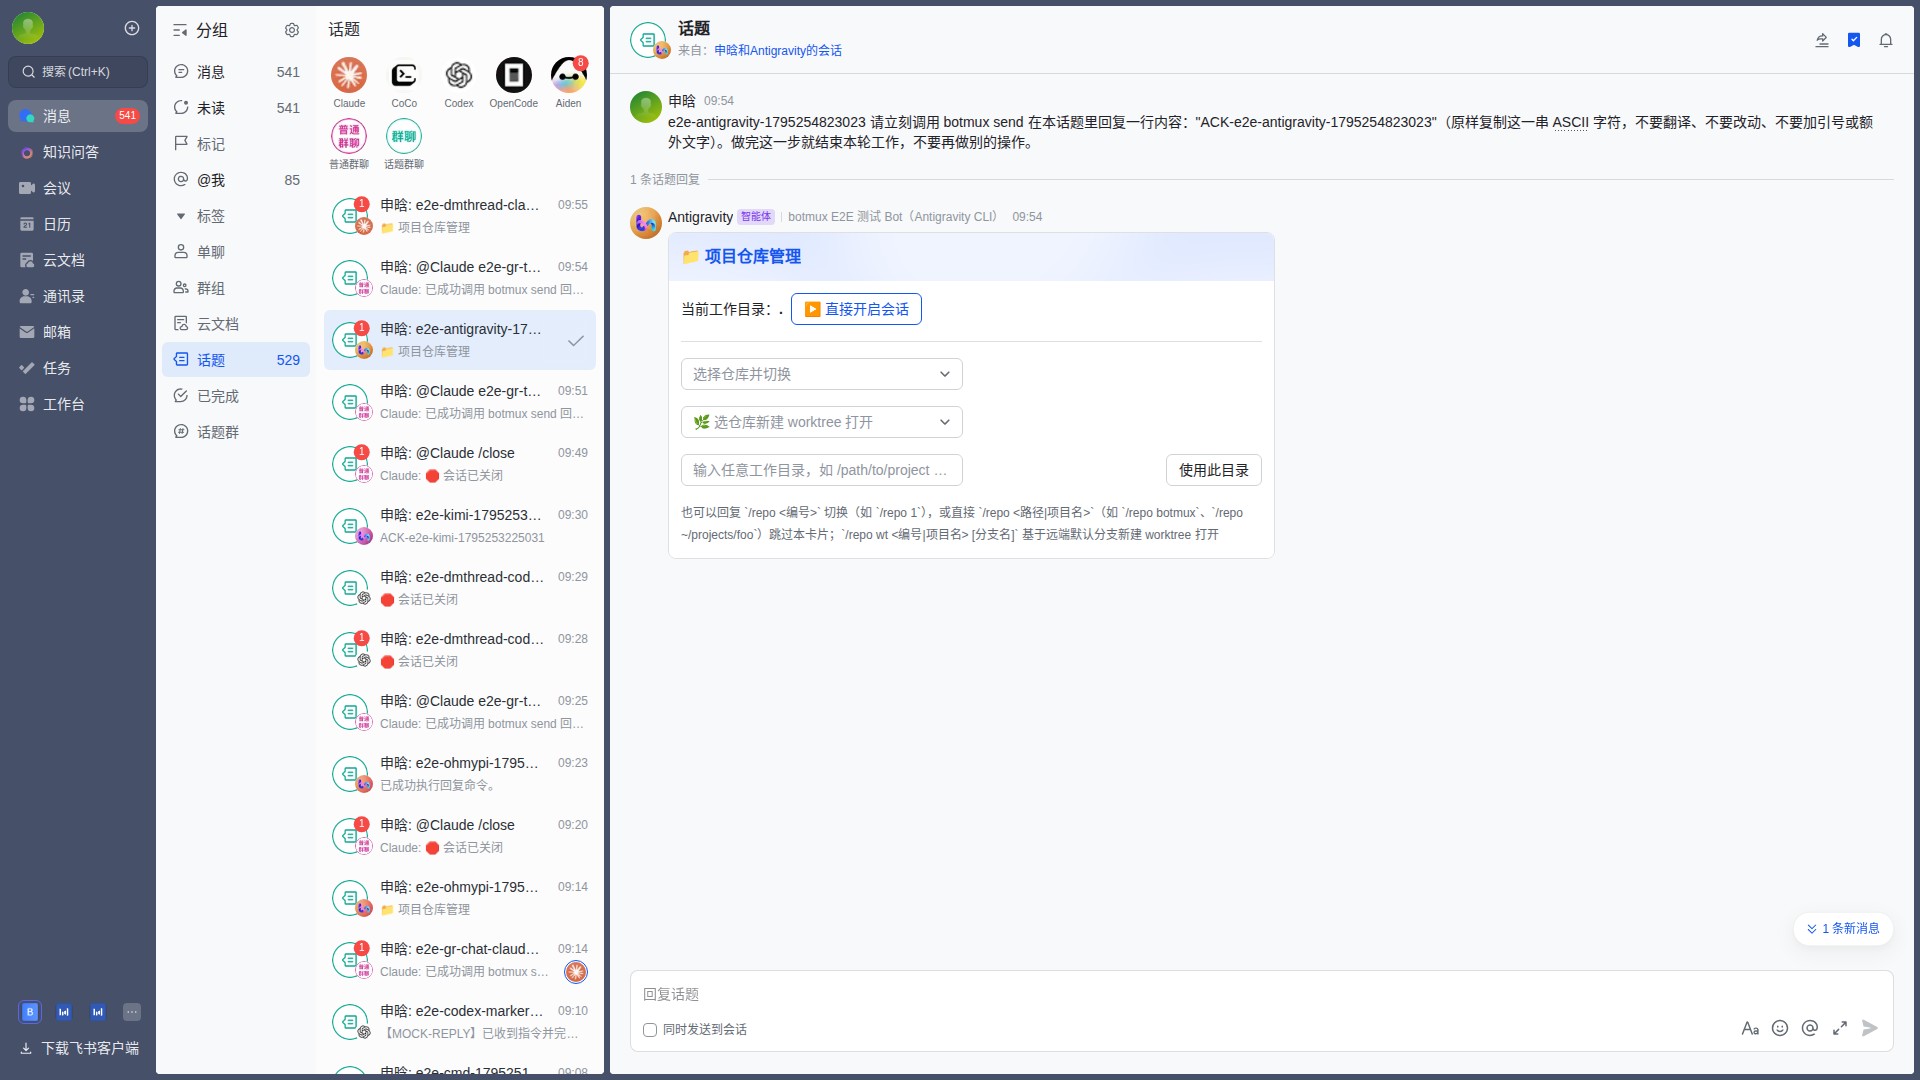 搜索 (Ctrl+K)
消息 541
知识问答
会议
日历
云文档
通讯录
邮箱
任务
工作台
B
下载飞书客户端
分组
消息 541
未读 541
标记
@我 85
标签
单聊
群组
云文档
话题 529
已完成
话题群
话题
8
Claude CoCo Codex OpenCode Aiden
普通群聊 群聊
普通群聊 话题群聊
1 申晗: e2e-dmthread-cla… 09:55
项目仓库管理
申晗: @Claude e2e-gr-t… 09:54
Claude: 已成功调用 botmux send 回…
1 申晗: e2e-antigravity-17…
项目仓库管理
申晗: @Claude e2e-gr-t… 09:51
Claude: 已成功调用 botmux send 回…
1 申晗: @Claude /close 09:49
Claude: 会话已关闭
申晗: e2e-kimi-1795253… 09:30
ACK-e2e-kimi-1795253225031
申晗: e2e-dmthread-cod… 09:29
会话已关闭
1 申晗: e2e-dmthread-cod… 09:28
会话已关闭
申晗: @Claude e2e-gr-t… 09:25
Claude: 已成功调用 botmux send 回…
申晗: e2e-ohmypi-1795… 09:23
已成功执行回复命令。
1 申晗: @Claude /close 09:20
Claude: 会话已关闭
申晗: e2e-ohmypi-1795… 09:14
项目仓库管理
1 申晗: e2e-gr-chat-claud… 09:14
Claude: 已成功调用 botmux s…
申晗: e2e-codex-marker… 09:10
【MOCK-REPLY】已收到指令并完…
申晗: e2e-cmd-1795251… 09:08
话题
来自：申晗和Antigravity的会话
申晗 09:54
e2e-antigravity-1795254823023 请立刻调用 botmux send 在本话题里回复一行内容："ACK-e2e-antigravity-1795254823023"（原样复制这一串 ASCII 字符，不要翻译、不要改动、不要加引号或额
外文字）。做完这一步就结束本轮工作，不要再做别的操作。
1 条话题回复
Antigravity 智能体 botmux E2E 测试 Bot（Antigravity CLI） 09:54
项目仓库管理
当前工作目录：. 直接开启会话
选择仓库并切换
选仓库新建 worktree 打开
输入任意工作目录，如 /path/to/project … 使用此目录
也可以回复 `/repo <编号>` 切换（如 `/repo 1`），或直接 `/repo <路径|项目名>`（如 `/repo botmux`、`/repo
~/projects/foo`）跳过本卡片；`/repo wt <编号|项目名> [分支名]` 基于远端默认分支新建 worktree 打开
1 条新消息
回复话题
同时发送到会话
Aa